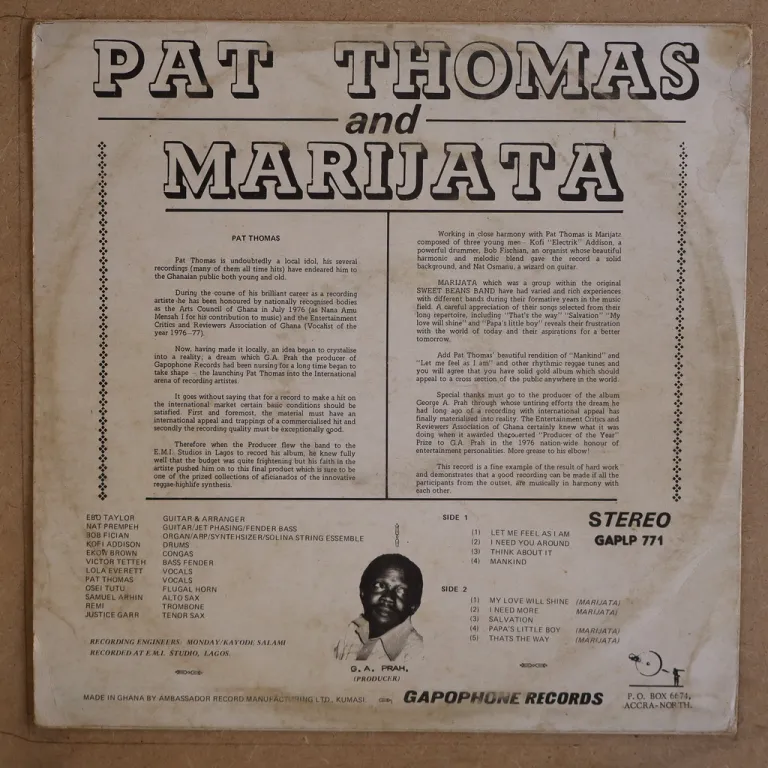 PAT THOMAS
and
MARIJATA
PAT THOMAS
Pat Thomas is undoubtedly a local idol, his several
recordings (many of them all time hits) have endeared him to
the Ghanaian public both young and old.
During the course of his brilliant career as a recording
artiste he has been honoured by nationally recognised bodies
as the Arts Council of Ghana in July 1976 (as Nana Amu
Mensah I for his contribution to music) and the Entertainment
Critics and Reviewers Association of Ghana (Vocalist of the
year 1976-77).
Now, having made it locally, an idea began to crystalise
into a reality; a dream which G.A. Prah the producer of
Gapophone Records had been nursing for a long time began to
take shape - the launching Pat Thomas into the International
arena of recording artistes.
It goes without saying that for a record to make a hit on
the international market certain basic conditions should be
satisfied. First and foremost, the material must have an
international appeal and trappings of a commercialised hit and
secondly the recording quality must be exceptionally good.
Therefore when the Producer flew the band to the
E.M.I. Studios in Lagos to record his album, he knew fully
well that the budget was quite frightening but his faith in the
artiste pushed him on to this final product which is sure to be
one of the prized collections of aficianados of the innovative
reggae-highlife synthesis.
Working in close harmony with Pat Thomas is Marijata
composed of three young men - Kofi "Electrik" Addison, a
powerful drummer, Bob Fischian, an organist whose beautiful
harmonic and melodic blend gave the record a solid
background, and Nat Osmanu, a wizard on guitar.
MARIJATA which was a group within the original
SWEET BEANS BAND have had varied and rich experiences
with different bands during their formative years in the music
field. A careful appreciation of their songs selected from their
long repertoire, including "That's the way" "Salvation" "My
love will shine" and "Papa's little boy" reveals their frustration
with the world of today and their aspirations for a better
tomorrow.
Add Pat Thomas' beautiful rendition of "Mankind" and
"Let me feel as I am" and other rhythmic reggae tunes and
you will agree that you have solid gold album which should
appeal to a cross section of the public anywhere in the world.
Special thanks must go to the producer of the album
George A. Prah through whose untiring efforts the dream he
had long ago of a recording with international appeal has
finally materialized into reality. The Entertainment Critics and
Reviewers Association of Ghana certainly knew what it was
doing when it awarded the coverted "Producer of the Year"
Prize to G.A. Prah in the 1976 nation-wide honour of
entertainment personalities. More grease to his elbow!
This record is a fine example of the result of hard work
and demonstrates that a good recording can be made if all the
participants from the outset, are musically in harmony with
each other.
EBO TAYLOR GUITAR & ARRANGER
NAT PREMPEH GUITAR/JET PHASING/FENDER BASS
BOB FICIAN ORGAN/ARP/SYNTEHSIZER/SOLINA STRING ESSEMBLE
KOFI ADDISON DRUMS
EKOW BROWN CONGAS
VICTOR TETTEH BASS FENDER
LOLA EVERETT VOCALS
PAT THOMAS VOCALS
OSEI TUTU FLUGAL HORN
SAMUEL ARHIN ALTO SAX
REMI TROMBONE
JUSTICE GARR TENOR SAX
RECORDING ENGINEERS: MONDAY/KAYODE SALAMI
RECORDED AT E.M.I. STUDIO, LAGOS.
G. A. PRAH.
(PRODUCER)
SIDE 1
(1) LET ME FEEL AS I AM
(2) I NEED YOU AROUND
(3) THINK ABOUT IT
(4) MANKIND
SIDE 2
(1) MY LOVE WILL SHINE (MARIJATA)
(2) I NEED MORE MARIJATA)
(3) SALVATION
(4) PAPA'S LITTLE BOY (MARIJATA)
(5) THATS THE WAY (MARIJATA)
STEREO
GAPLP 771
MADE IN GHANA BY AMBASSADOR RECORD MANUFACTURING LTD., KUMASI
GAPOPHONE RECORDS
P.O. BOX 6674,
ACCRA-NORTH.